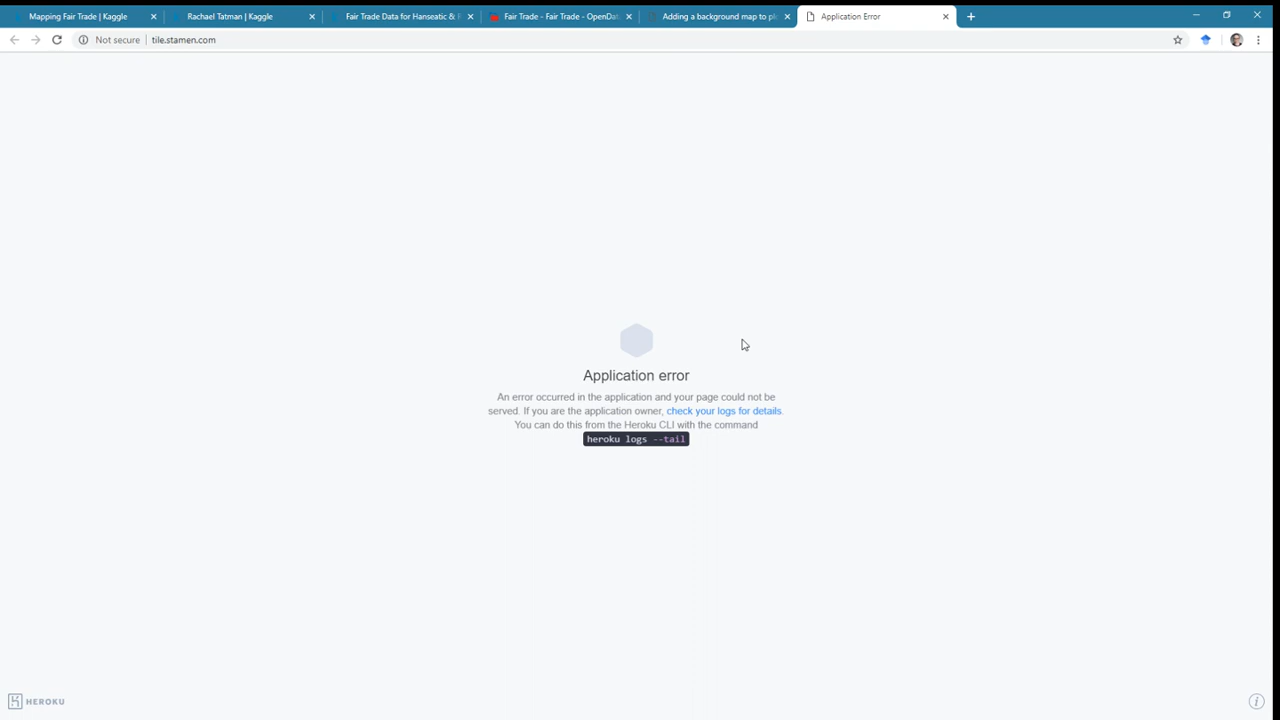 Mapping Fair Trade | Kaggle
Rachael Tatman | Kaggle
Fair Trade Data for Hanseatic &
Fair Trade - Fair Trade - OpenDat
Adding a background map to pl
Application Error
Not secure
tile.stamen.com
Application error
An error occurred in the application and your page could not be
served. If you are the application owner, check your logs for details.
You can do this from the Heroku CLI with the command
heroku logs --tail
HEROKU